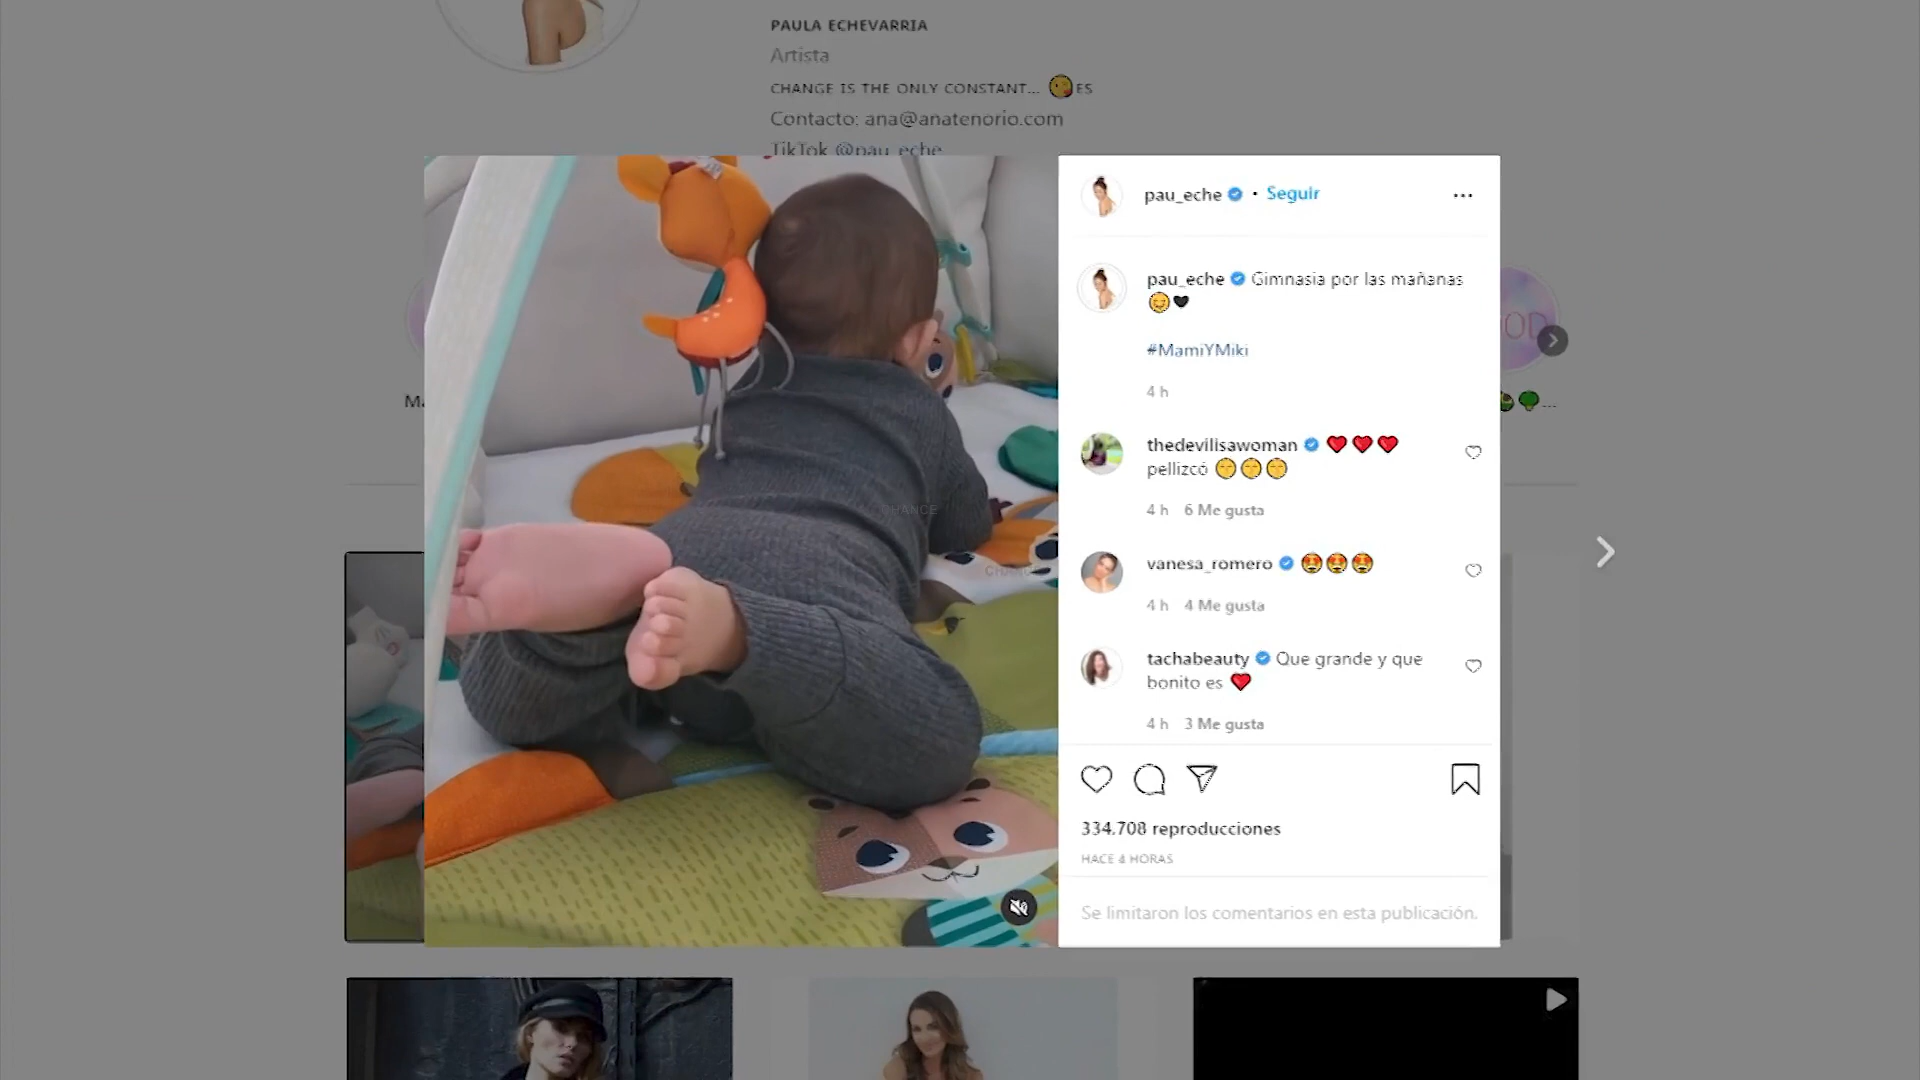 PAULA ECHEVARRIA
Artista
CHANGE IS THE ONLY CONSTANT... 😘ES
Contacto: ana@anatenorio.com
TikTok @pau_eche
pau_eche • Seguir
pau_eche Gimnasia por las mañanas
😊🖤
#MamiYMiki
4 h
thedevilisawoman ❤️❤️❤️
pellizcó 😙😙😙
4 h 6 Me gusta
vanesa_romero 🤩🤩🤩
4 h 4 Me gusta
tachabeauty Que grande y que
bonito es ❤️
4 h 3 Me gusta
334.708 reproducciones
HACE 4 HORAS
Se limitaron los comentarios en esta publicación.
CHANCE